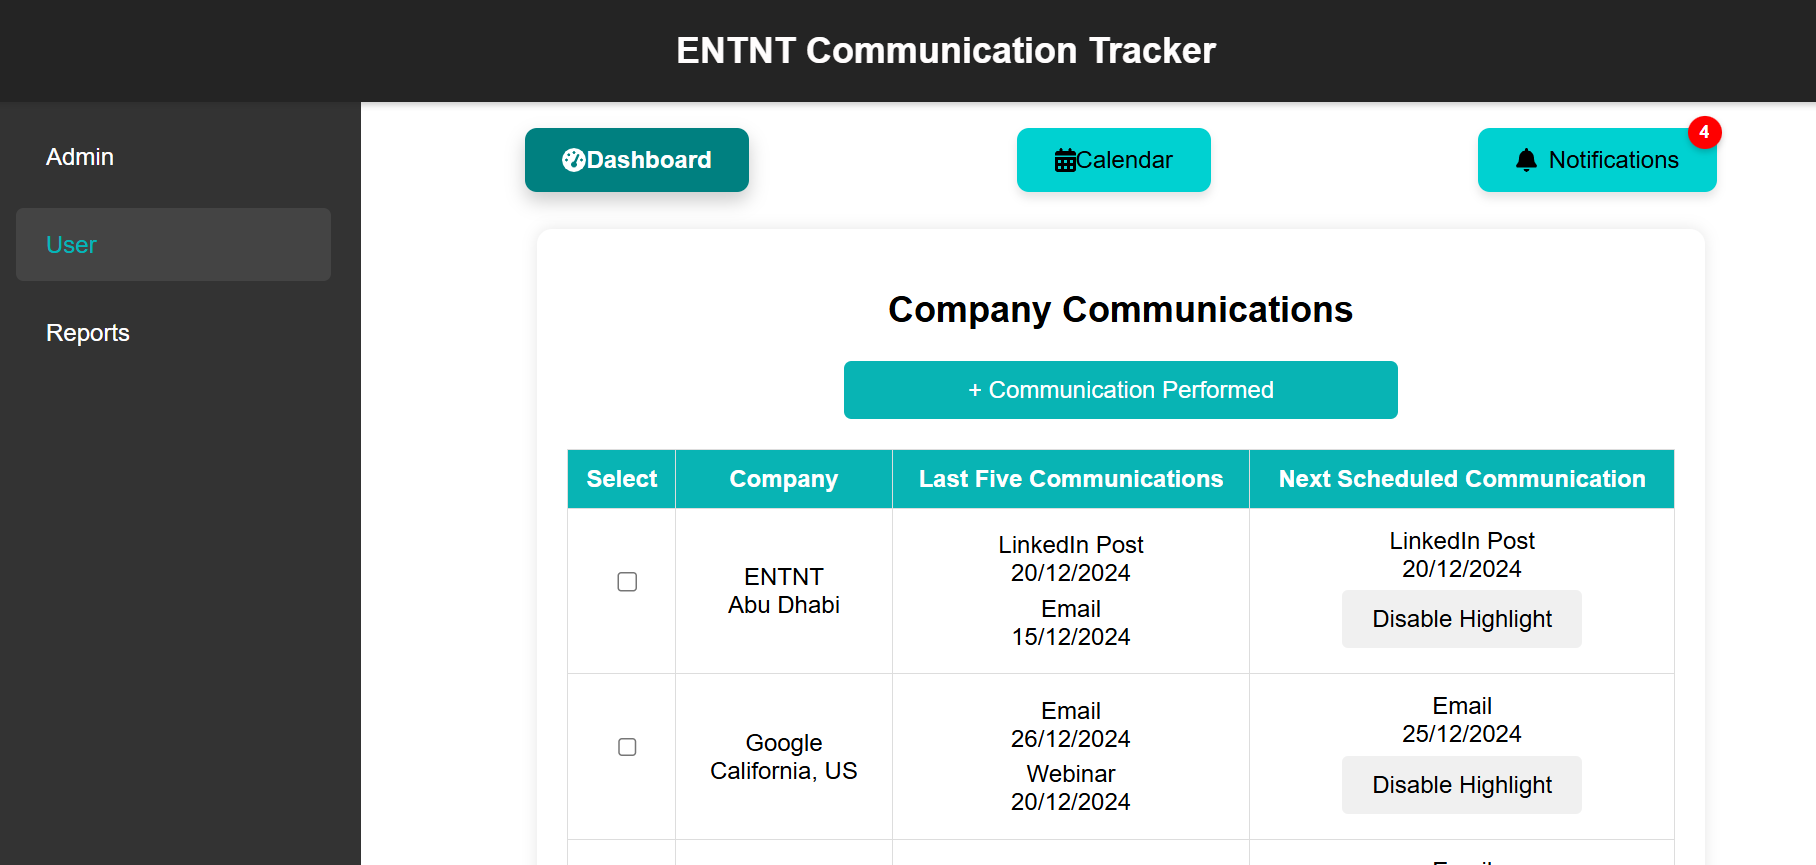 ENTNT Communication Tracker
Admin
User
Reports
Dashboard
Calendar
Notifications
4
Company Communications
+ Communication Performed
Select Company Last Five Communications Next Scheduled Communication
ENTNT
Abu Dhabi
LinkedIn Post
20/12/2024
Email
15/12/2024
LinkedIn Post
20/12/2024
Disable Highlight
Google
California, US
Email
26/12/2024
Webinar
20/12/2024
Email
25/12/2024
Disable Highlight